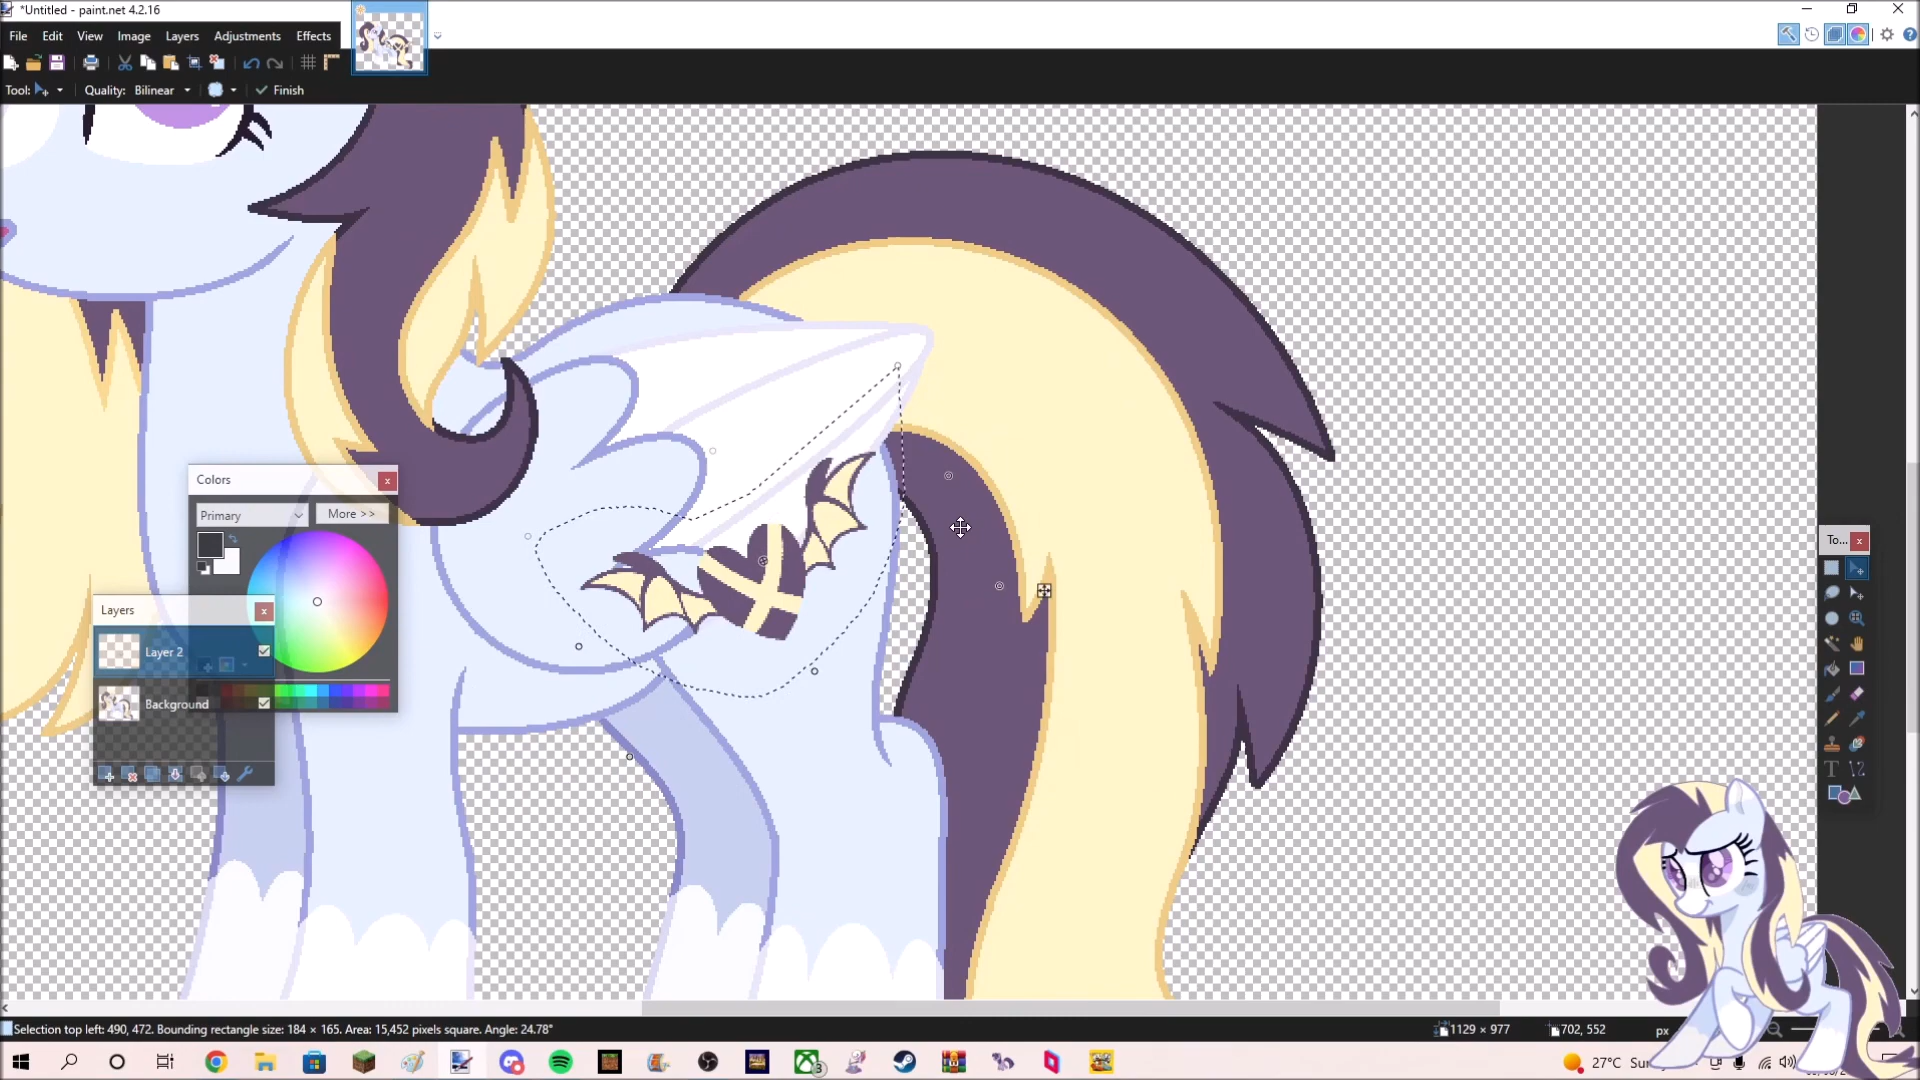 *Untitled - paint.net 4.2.16
File Edit View Image Layers Adjustments Effects
Tool: Quality: Bilinear Finish
Colors
Primary More >>
Layers
Layer 2
Background
To...
Selection top left: 490, 472. Bounding rectangle size: 184 × 165. Area: 15,452 pixels square. Angle: 24.78° 1129 × 977 702, 552 px
27°C